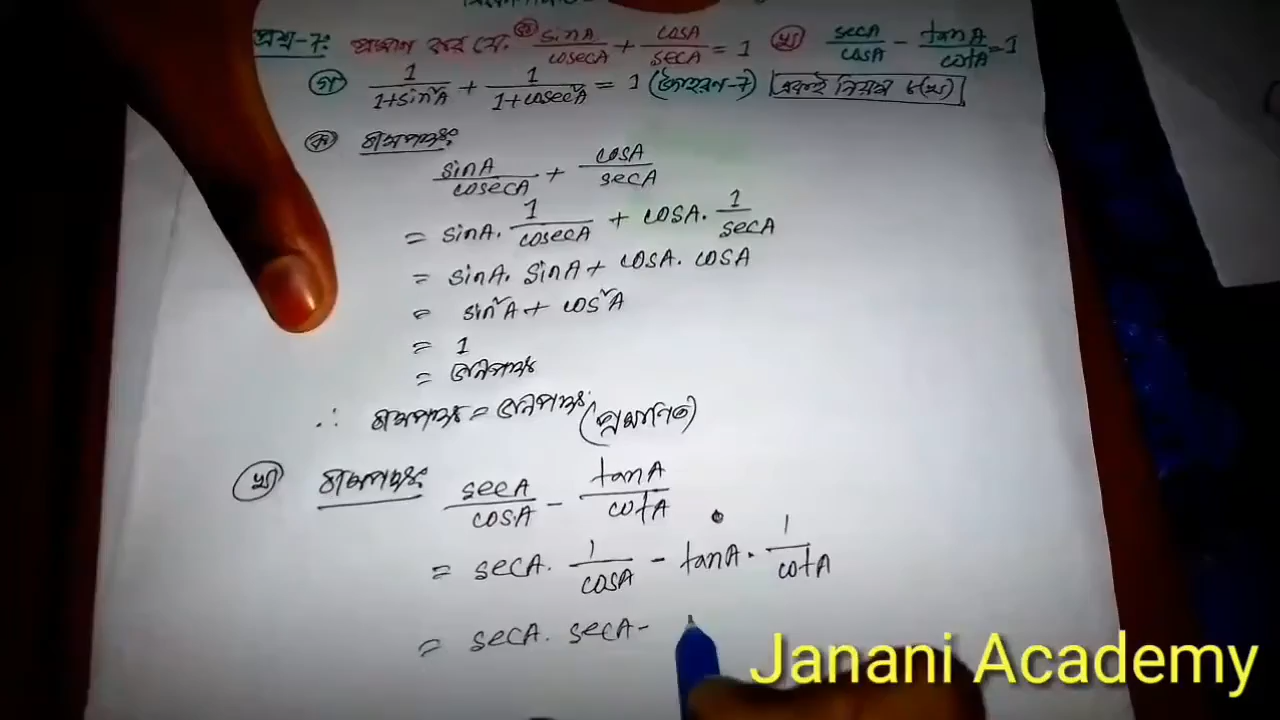 প্রশ্ন-7: প্রমাণ কর যে, ক) sinA/cosecA + cosA/secA = 1 খ) secA/cosA - tanA/cotA = 1
গ) 1/1+sin²A + 1/1+cosec²A = 1 (উদাহরণ-7) একই নিয়ম ৮(খ)
ক) বামপক্ষঃ
sinA/cosecA + cosA/secA
= sinA. 1/cosecA + cosA. 1/secA
= sinA. sinA + cosA. cosA
= sin²A + cos²A
= 1
= ডানপক্ষ
∴ বামপক্ষ = ডানপক্ষ. (প্রমাণিত)
খ) বামপক্ষঃ secA/cosA - tanA/cotA
= secA. 1/cosA - tanA. 1/cotA
= secA. secA -
Janani Academy